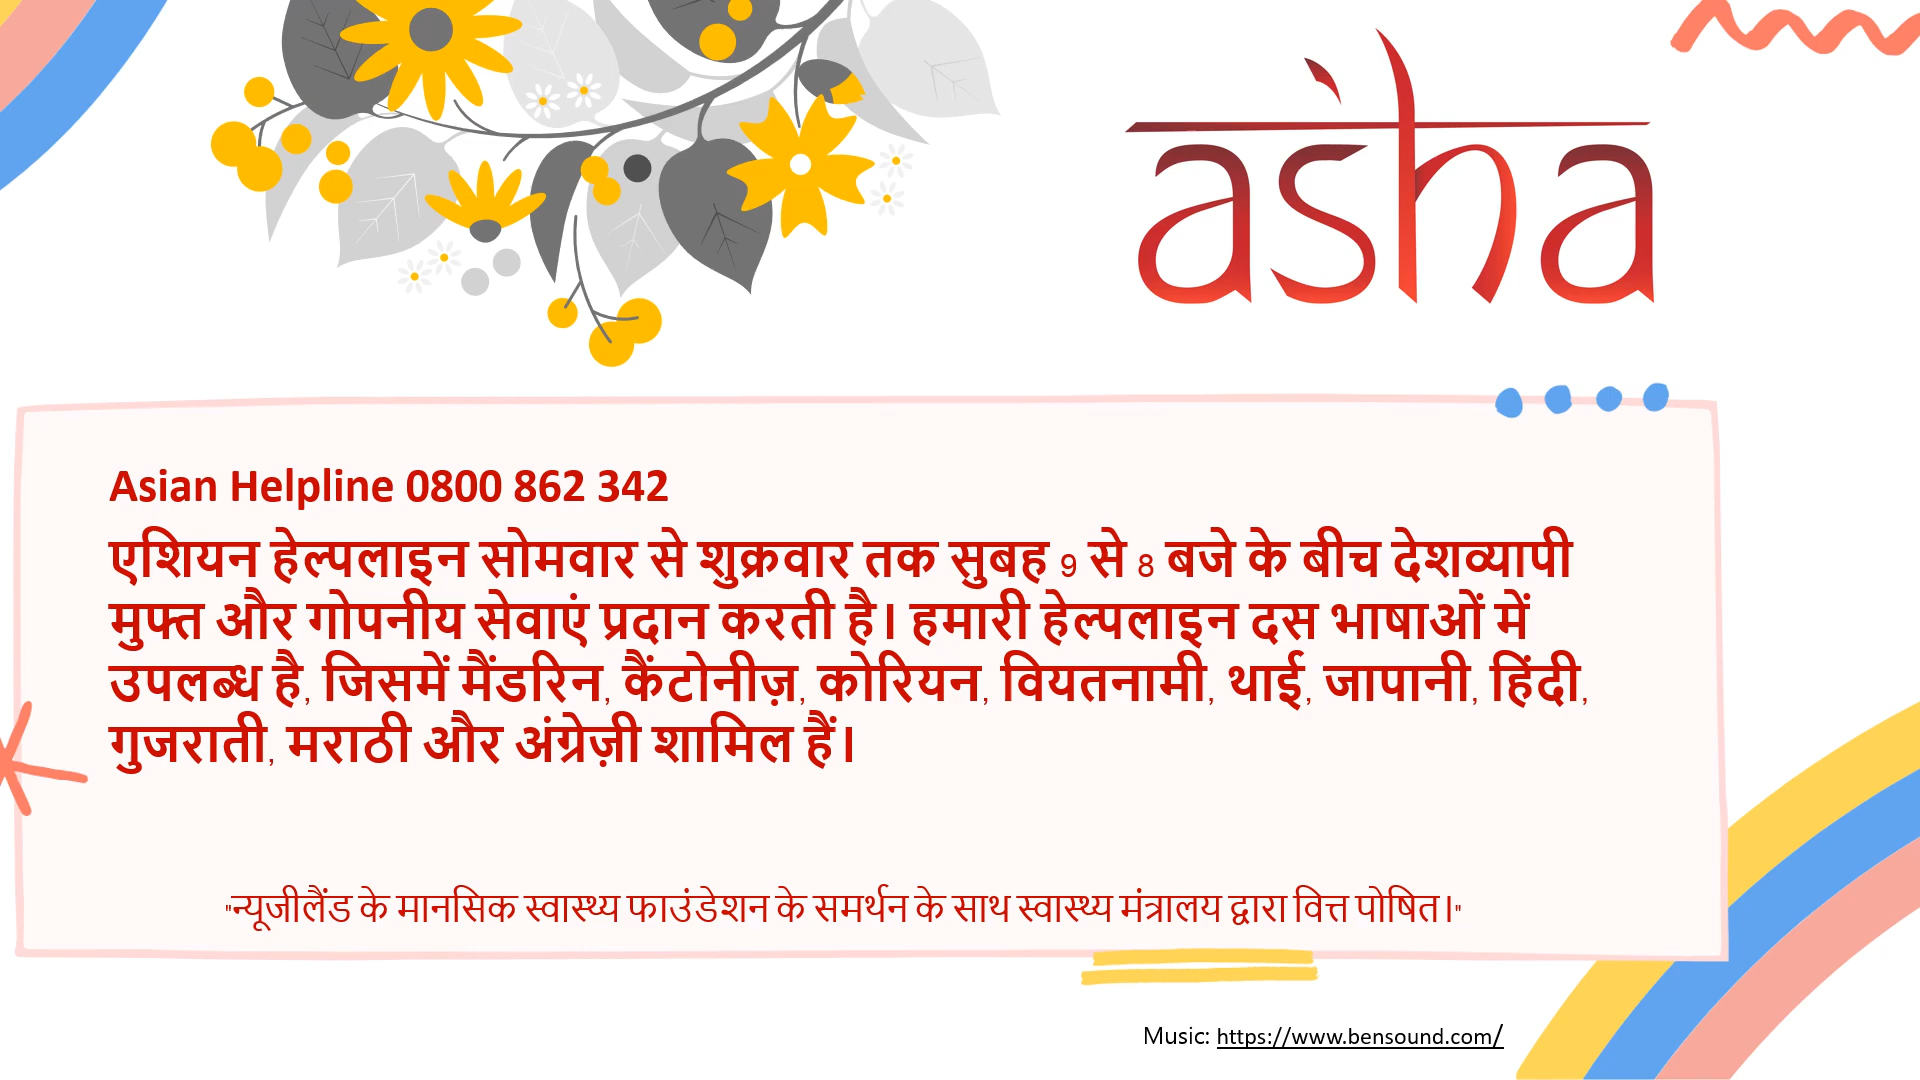 asha
Asian Helpline 0800 862 342
एशियन हेल्पलाइन सोमवार से शुक्रवार तक सुबह 9 से 8 बजे के बीच देशव्यापी
मुफ्त और गोपनीय सेवाएं प्रदान करती है। हमारी हेल्पलाइन दस भाषाओं में
उपलब्ध है, जिसमें मैंडरिन, कैंटोनीज़, कोरियन, वियतनामी, थाई, जापानी, हिंदी,
गुजराती, मराठी और अंग्रेज़ी शामिल हैं।
"न्यूजीलैंड के मानसिक स्वास्थ्य फाउंडेशन के समर्थन के साथ स्वास्थ्य मंत्रालय द्वारा वित्त पोषित।"
Music: https://www.bensound.com/